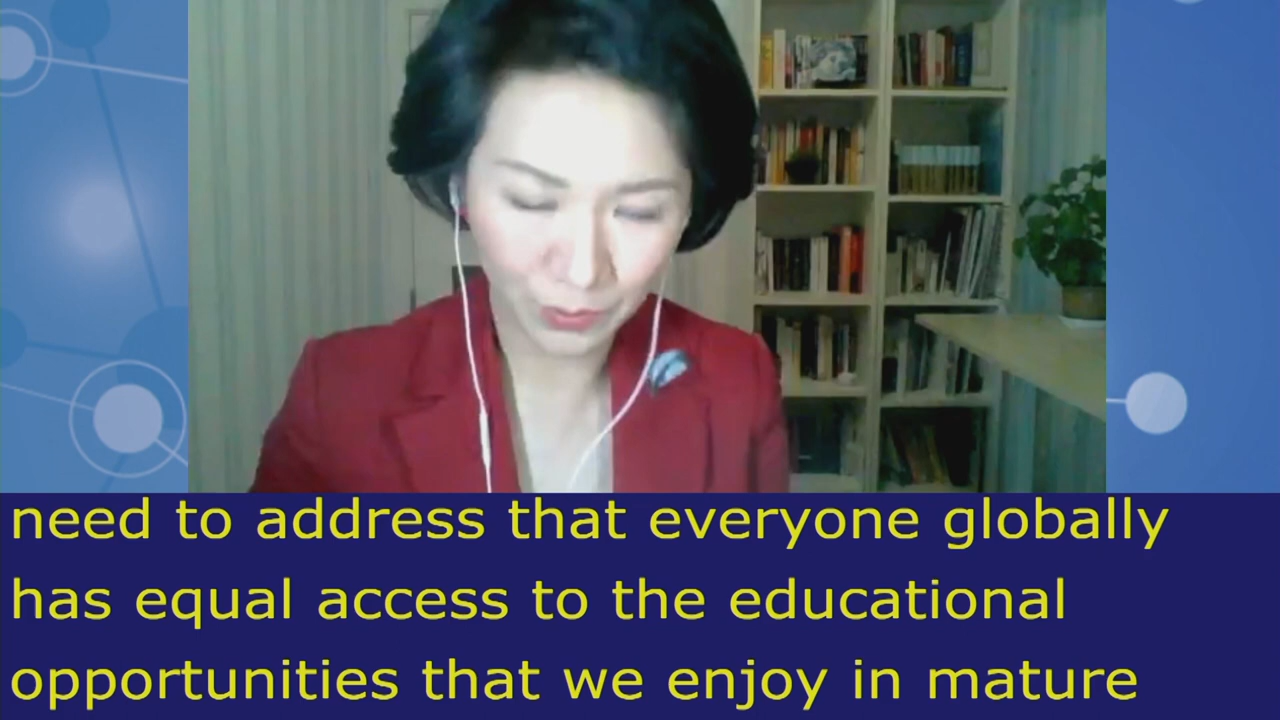 need to address that everyone globally
has equal access to the educational
opportunities that we enjoy in mature